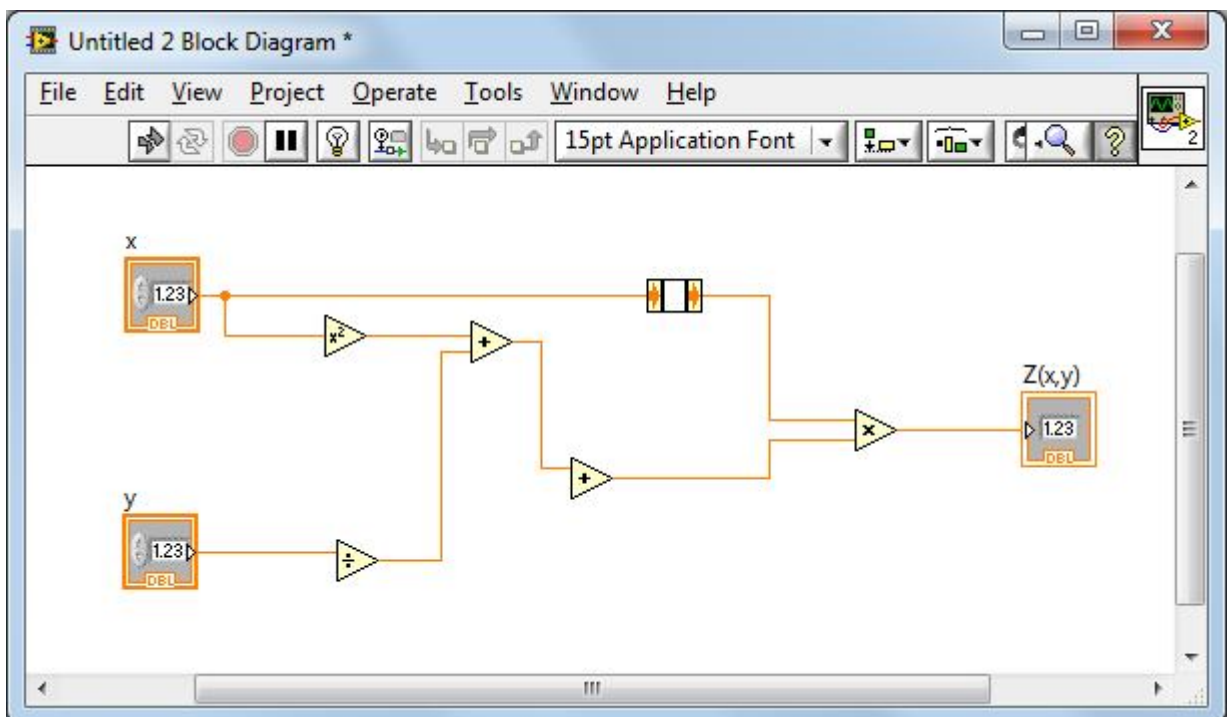 Untitled 2 Block Diagram *
File Edit View Project Operate Tools Window Help
15pt Application Font
2
x
1.23
DBL
x²
+
Z(x,y)
1.23
DBL
×
+
y
1.23
DBL
÷